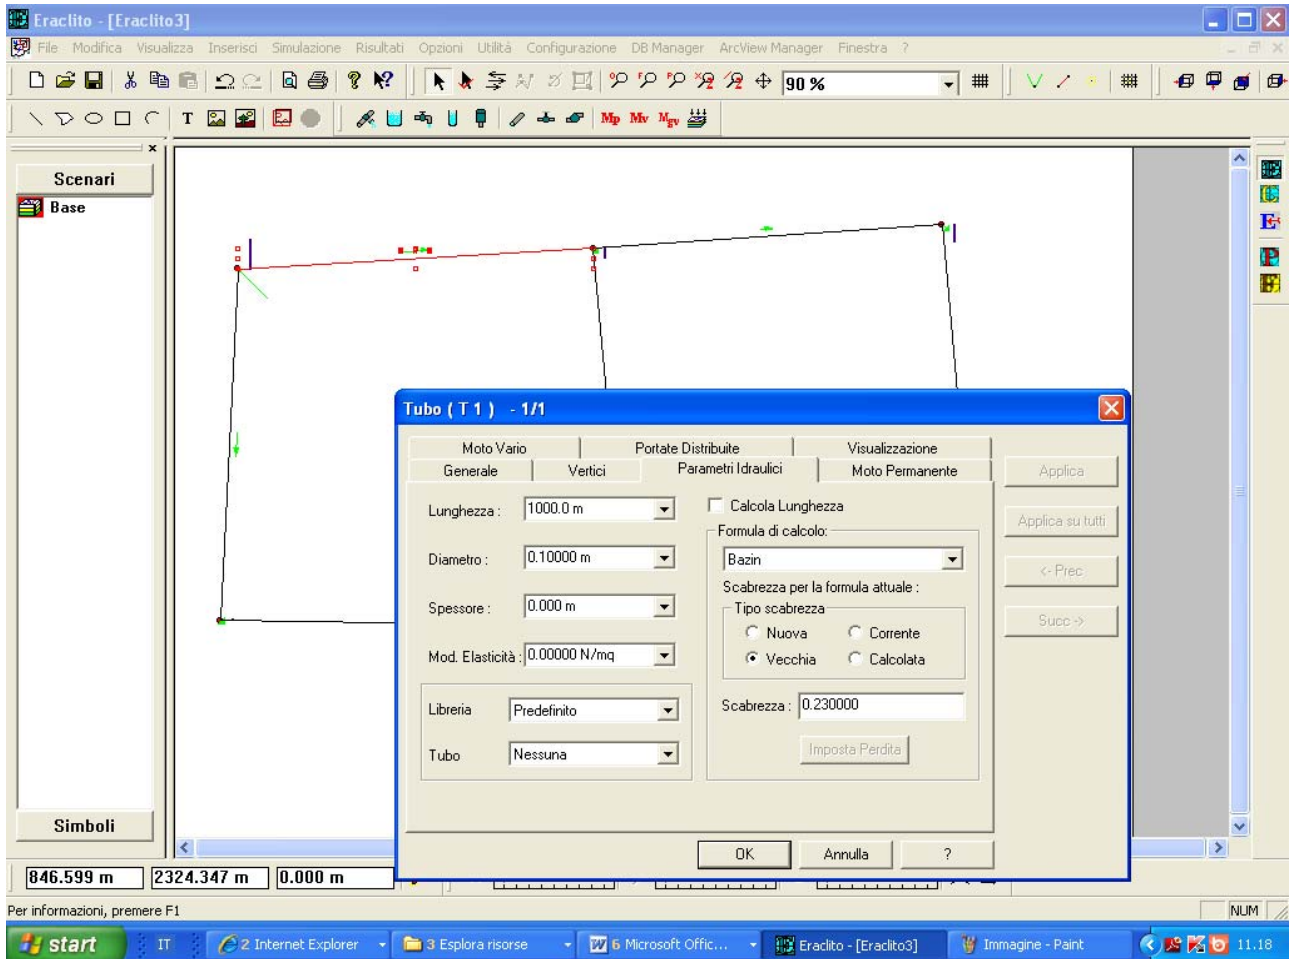 Eraclito - [Eraclito3]
File Modifica Visualizza Inserisci Simulazione Risultati Opzioni Utilità Configurazione DB Manager ArcView Manager Finestra ?
90 %
T Mp Mv Mgv
Scenari
Base
Tubo ( T 1 ) - 1/1
Moto Vario Portate Distribuite Visualizzazione
Generale Vertici Parametri Idraulici Moto Permanente
Applica
Lunghezza : 1000.0 m Calcola Lunghezza
Applica su tutti
Formula di calcolo:
Diametro : 0.10000 m Bazin
<- Prec
Scabrezza per la formula attuale :
Spessore : 0.000 m Tipo scabrezza
Succ ->
Nuova Corrente
Mod. Elasticità : 0.00000 N/mq Vecchia Calcolata
Libreria Predefinito Scabrezza : 0.230000
Tubo Nessuna Imposta Perdita
Simboli
OK Annulla ?
846.599 m 2324.347 m 0.000 m
Per informazioni, premere F1 NUM
start IT 2 Internet Explorer 3 Esplora risorse 6 Microsoft Offic... Eraclito - [Eraclito3] Immagine - Paint 11.18